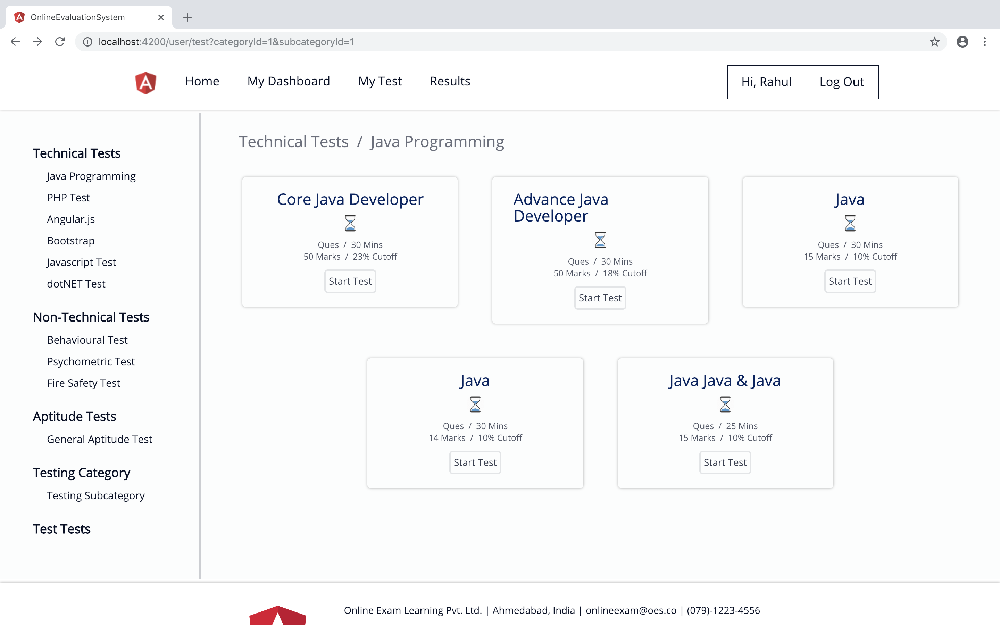 OnlineEvaluationSystem
localhost:4200/user/test?categoryId=1&subcategoryId=1
Home
My Dashboard
My Test
Results
Hi, Rahul
Log Out
Technical Tests
Java Programming
PHP Test
Angular.js
Bootstrap
Javascript Test
dotNET Test
Non-Technical Tests
Behavioural Test
Psychometric Test
Fire Safety Test
Aptitude Tests
General Aptitude Test
Testing Category
Testing Subcategory
Test Tests
Technical Tests / Java Programming
Core Java Developer
Ques / 30 Mins
50 Marks / 23% Cutoff
Start Test
Advance Java
Developer
Ques / 30 Mins
50 Marks / 18% Cutoff
Start Test
Java
Ques / 30 Mins
15 Marks / 10% Cutoff
Start Test
Java
Ques / 30 Mins
14 Marks / 10% Cutoff
Start Test
Java Java & Java
Ques / 25 Mins
15 Marks / 10% Cutoff
Start Test
Online Exam Learning Pvt. Ltd. | Ahmedabad, India | onlineexam@oes.co | (079)-1223-4556